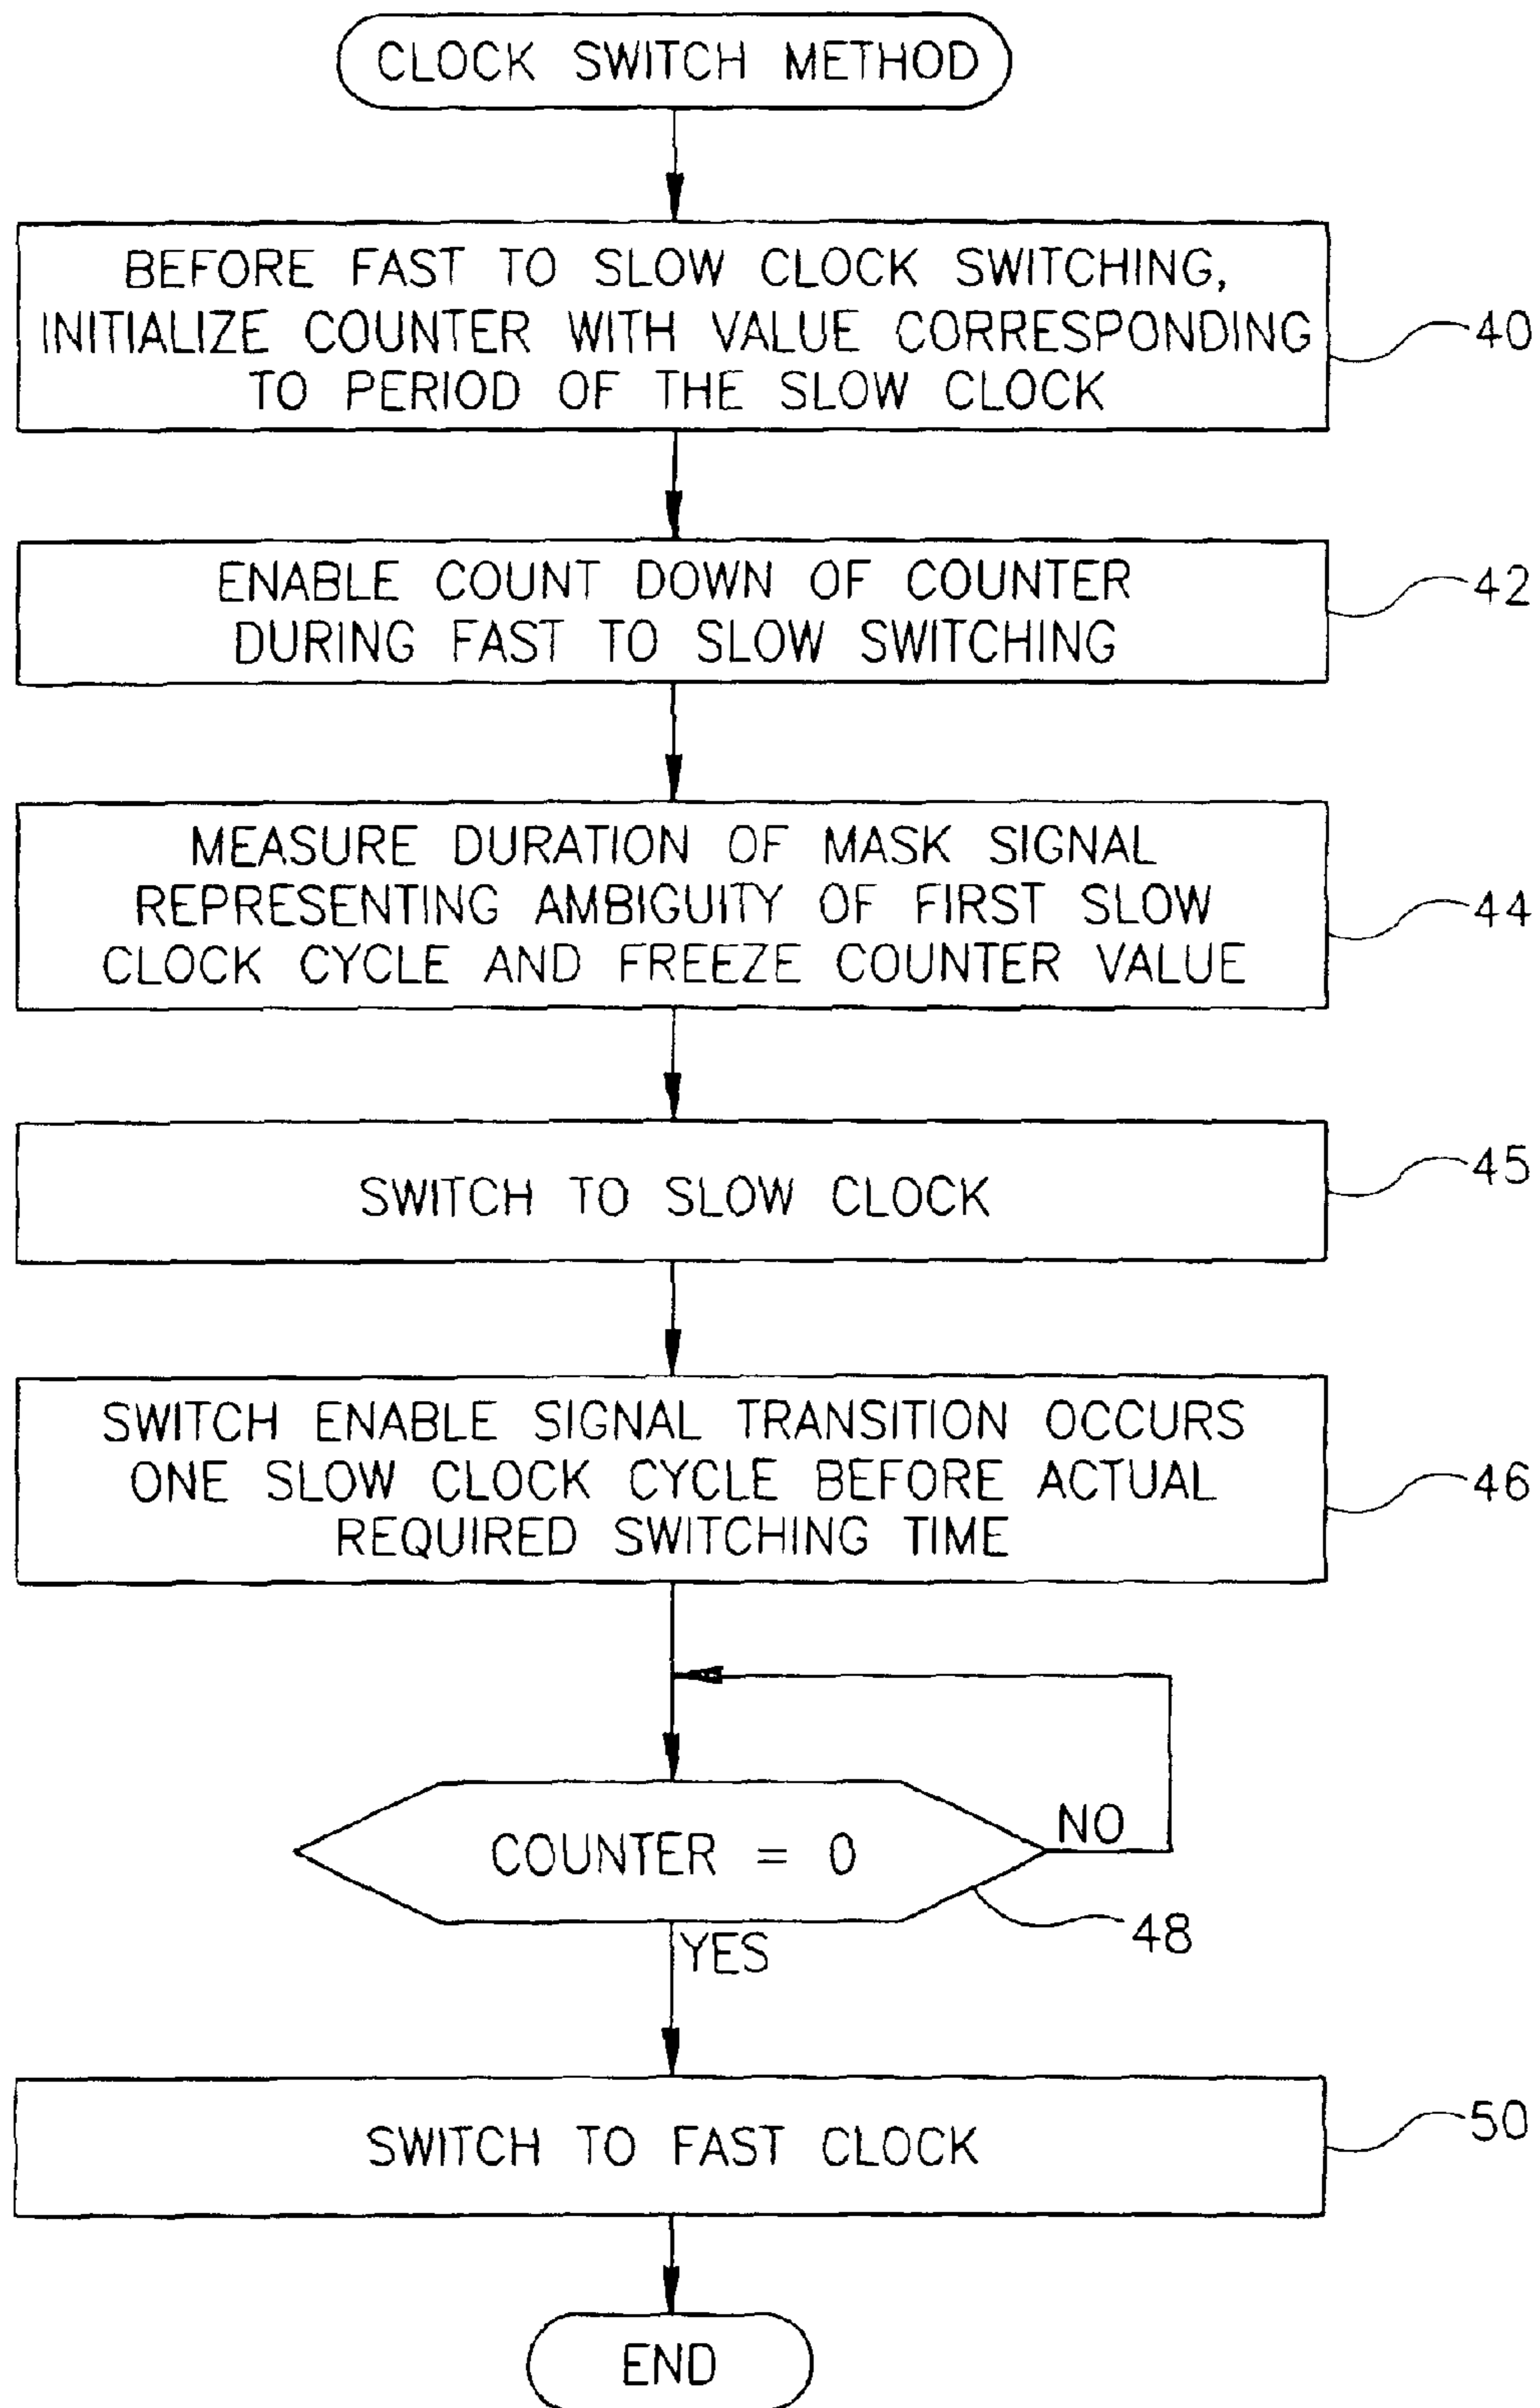 CLOCK SWITCH METHOD
BEFORE FAST TO SLOW CLOCK SWITCHING,
INITIALIZE COUNTER WITH VALUE CORRESPONDING
TO PERIOD OF THE SLOW CLOCK
40
ENABLE COUNT DOWN OF COUNTER
DURING FAST TO SLOW SWITCHING
42
MEASURE DURATION OF MASK SIGNAL
REPRESENTING AMBIGUITY OF FIRST SLOW
CLOCK CYCLE AND FREEZE COUNTER VALUE
44
SWITCH TO SLOW CLOCK
45
SWITCH ENABLE SIGNAL TRANSITION OCCURS
ONE SLOW CLOCK CYCLE BEFORE ACTUAL
REQUIRED SWITCHING TIME
46
COUNTER = 0
NO
48
YES
SWITCH TO FAST CLOCK
50
END